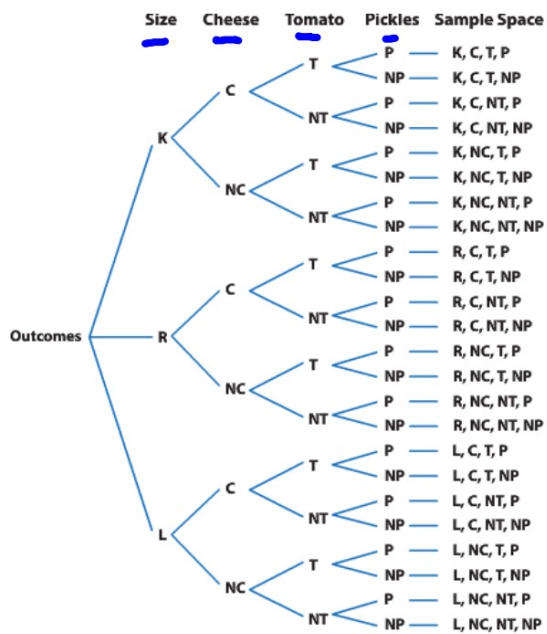 Size Cheese Tomato Pickles Sample Space
P K, C, T, P
T
NP K, C, T, NP
C
P K, C, NT, P
NT
NP K, C, NT, NP
K
P K, NC, T, P
T
NP K, NC, T, NP
NC
P K, NC, NT, P
NT
NP K, NC, NT, NP
P R, C, T, P
T
NP R, C, T, NP
C
P R, C, NT, P
NT
NP R, C, NT, NP
Outcomes R
P R, NC, T, P
T
NP R, NC, T, NP
NC
P R, NC, NT, P
NT
NP R, NC, NT, NP
P L, C, T, P
T
NP L, C, T, NP
C
P L, C, NT, P
NT
NP L, C, NT, NP
L
P L, NC, T, P
T
NP L, NC, T, NP
NC
P L, NC, NT, P
NT
NP L, NC, NT, NP